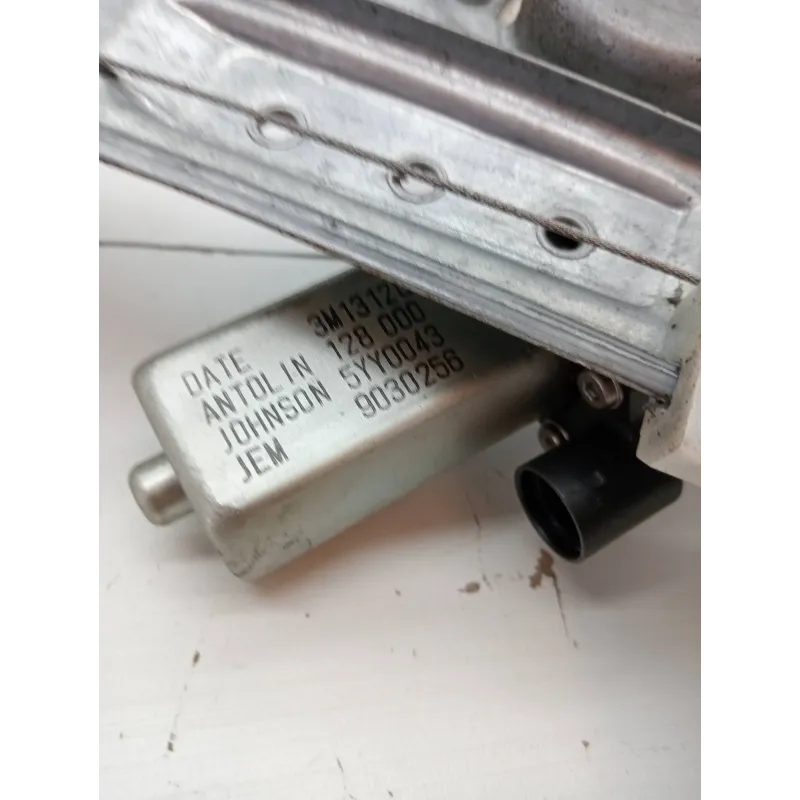 DATE 3M1312
ANTOLIN 128 000
JOHNSON 5YY0043
JEM 9030256